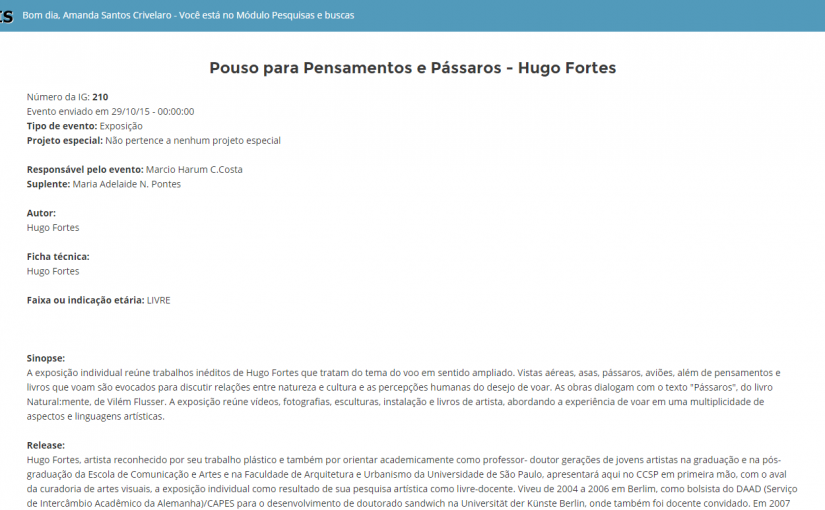 Bom dia, Amanda Santos Crivelaro - Você está no Módulo Pesquisas e buscas
Pouso para Pensamentos e Pássaros - Hugo Fortes
Número da IG: 210
Evento enviado em 29/10/15 - 00:00:00
Tipo de evento: Exposição
Projeto especial: Não pertence a nenhum projeto especial
Responsável pelo evento: Marcio Harum C.Costa
Suplente: Maria Adelaide N. Pontes
Autor:
Hugo Fortes
Ficha técnica:
Hugo Fortes
Faixa ou indicação etária: LIVRE
Sinopse:
A exposição individual reúne trabalhos inéditos de Hugo Fortes que tratam do tema do voo em sentido ampliado. Vistas aéreas, asas, pássaros, aviões, além de pensamentos e
livros que voam são evocados para discutir relações entre natureza e cultura e as percepções humanas do desejo de voar. As obras dialogam com o texto "Pássaros", do livro
Natural:mente, de Vilém Flusser. A exposição reúne vídeos, fotografias, esculturas, instalação e livros de artista, abordando a experiência de voar em uma multiplicidade de
aspectos e linguagens artísticas.
Release:
Hugo Fortes, artista reconhecido por seu trabalho plástico e também por orientar academicamente como professor- doutor gerações de jovens artistas na graduação e na pós-
graduação da Escola de Comunicação e Artes e na Faculdade de Arquitetura e Urbanismo da Universidade de São Paulo, apresentará aqui no CCSP em primeira mão, com o aval
da curadoria de artes visuais, a exposição individual como resultado de sua pesquisa artística como livre-docente. Viveu de 2004 a 2006 em Berlim, como bolsista do DAAD (Serviço
de Intercâmbio Acadêmico da Alemanha)/CAPES para o desenvolvimento de doutorado sandwich na Universität der Künste Berlin, onde também foi docente convidado. Em 2007